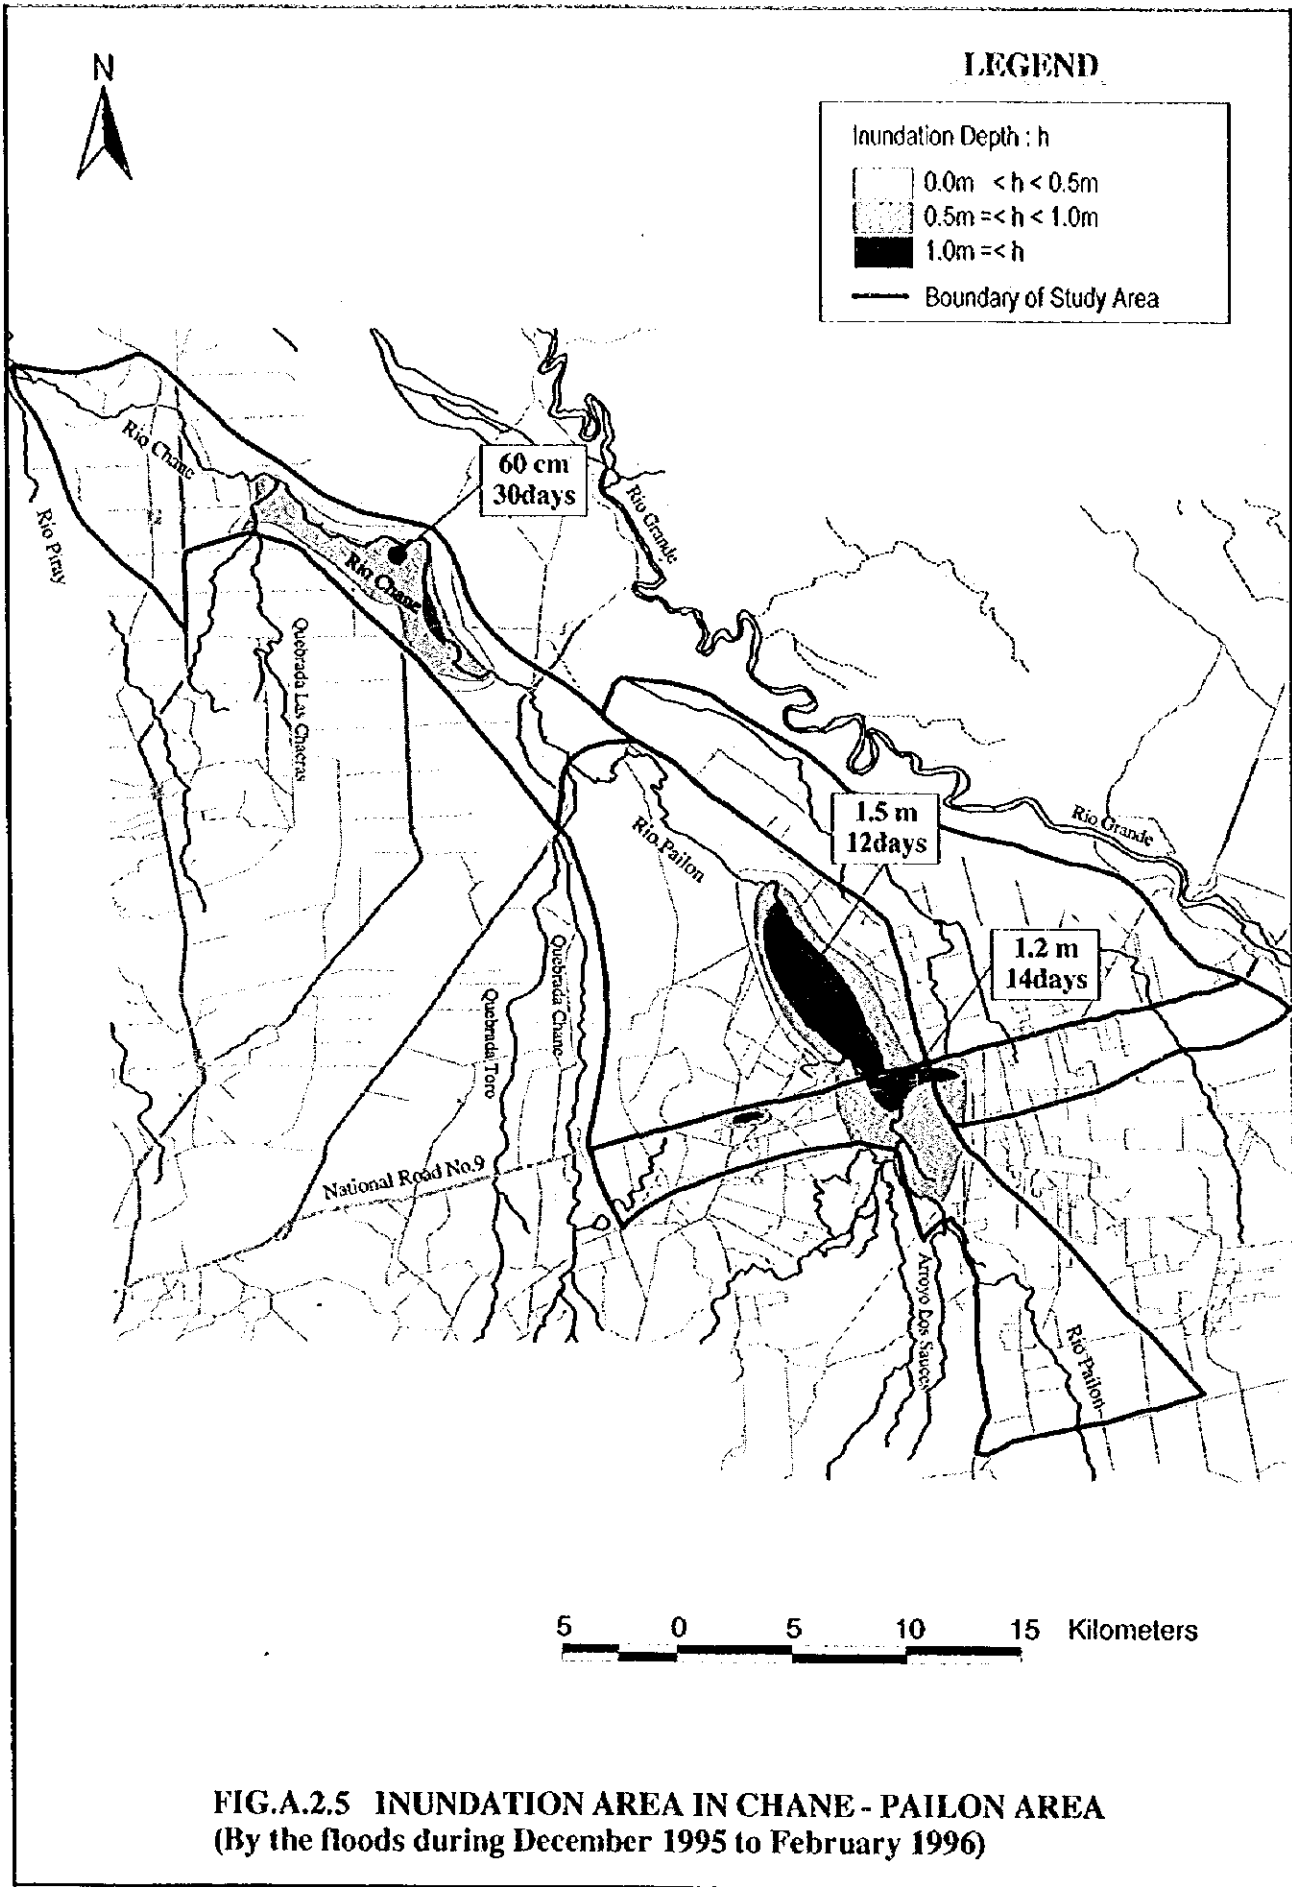 N
LEGEND
Inundation Depth : h
0.0m < h < 0.5m
0.5m =< h < 1.0m
1.0m =< h
Boundary of Study Area
Rio Chane
60 cm
30days
Rio Grande
Rio Piray
Rio Chane
Quebrada Las Chacras
1.5 m
12days
Rio Grande
Rio Pailon
1.2 m
14days
Quebrada Chane
Quebrada Toro
National Road No.9
Arroyo Los Sauces
Rio Pailon
5 0 5 10 15 Kilometers
FIG.A.2.5 INUNDATION AREA IN CHANE - PAILON AREA
(By the floods during December 1995 to February 1996)